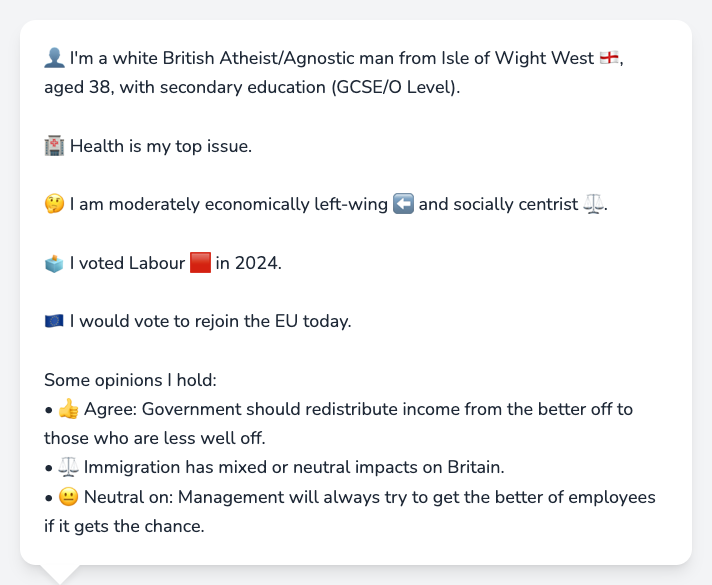 👤 I'm a white British Atheist/Agnostic man from Isle of Wight West 🏴󠁧󠁢󠁥󠁮󠁧󠁿,
aged 38, with secondary education (GCSE/O Level).
🏥 Health is my top issue.
🤔 I am moderately economically left-wing ⬅️ and socially centrist ⚖️.
🗳️ I voted Labour 🟥 in 2024.
🇪🇺 I would vote to rejoin the EU today.
Some opinions I hold:
• 👍 Agree: Government should redistribute income from the better off to
those who are less well off.
• ⚖️ Immigration has mixed or neutral impacts on Britain.
• 😐 Neutral on: Management will always try to get the better of employees
if it gets the chance.